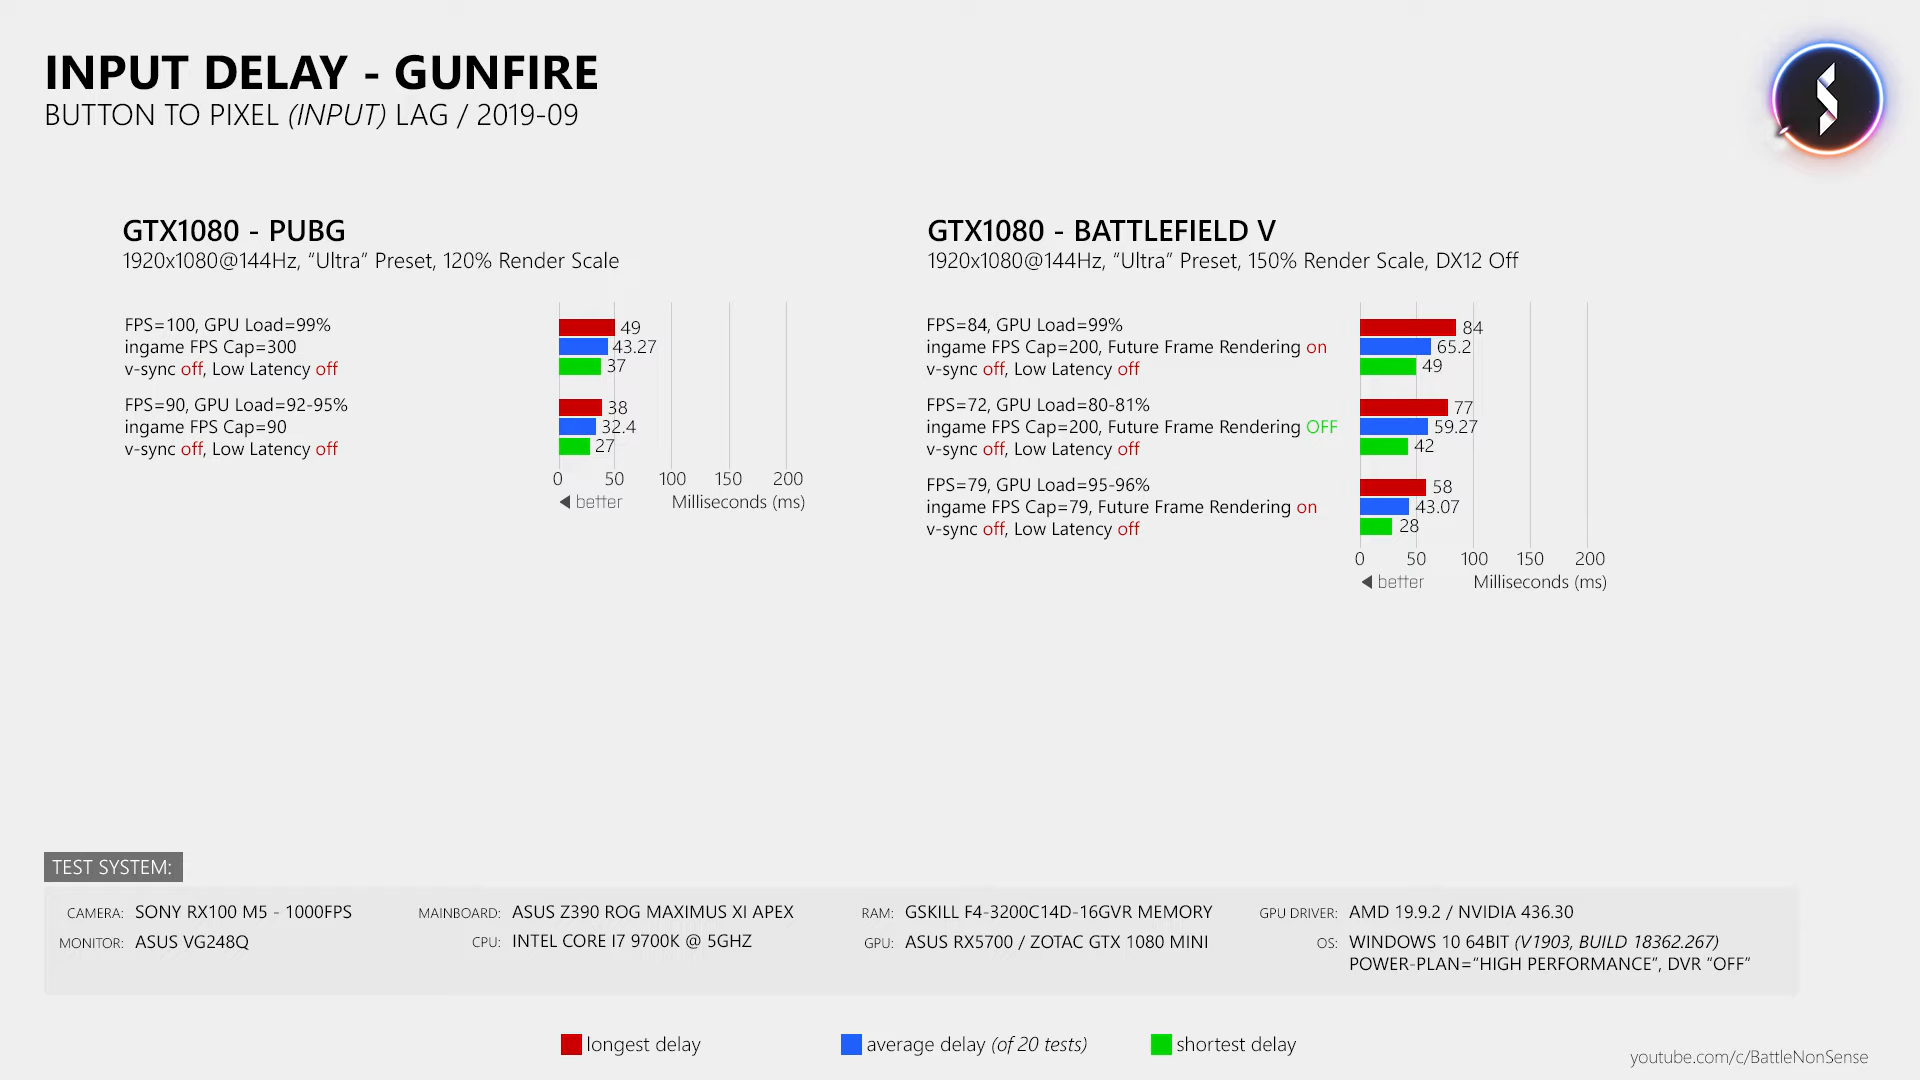 INPUT DELAY - GUNFIRE
BUTTON TO PIXEL (INPUT) LAG / 2019-09
GTX1080 - PUBG
1920x1080@144Hz, “Ultra” Preset, 120% Render Scale
FPS=100, GPU Load=99%
ingame FPS Cap=300
v-sync off, Low Latency off
49
43.27
37
FPS=90, GPU Load=92-95%
ingame FPS Cap=90
v-sync off, Low Latency off
38
32.4
27
0 50 100 150 200
◀ better Milliseconds (ms)
GTX1080 - BATTLEFIELD V
1920x1080@144Hz, “Ultra” Preset, 150% Render Scale, DX12 Off
FPS=84, GPU Load=99%
ingame FPS Cap=200, Future Frame Rendering on
v-sync off, Low Latency off
84
65.2
49
FPS=72, GPU Load=80-81%
ingame FPS Cap=200, Future Frame Rendering OFF
v-sync off, Low Latency off
77
59.27
42
FPS=79, GPU Load=95-96%
ingame FPS Cap=79, Future Frame Rendering on
v-sync off, Low Latency off
58
43.07
28
0 50 100 150 200
◀ better Milliseconds (ms)
TEST SYSTEM:
CAMERA: SONY RX100 M5 - 1000FPS
MONITOR: ASUS VG248Q
MAINBOARD: ASUS Z390 ROG MAXIMUS XI APEX
CPU: INTEL CORE I7 9700K @ 5GHZ
RAM: GSKILL F4-3200C14D-16GVR MEMORY
GPU: ASUS RX5700 / ZOTAC GTX 1080 MINI
GPU DRIVER: AMD 19.9.2 / NVIDIA 436.30
OS: WINDOWS 10 64BIT (V1903, BUILD 18362.267)
POWER-PLAN=“HIGH PERFORMANCE”, DVR “OFF”
longest delay
average delay (of 20 tests)
shortest delay
youtube.com/c/BattleNonSense